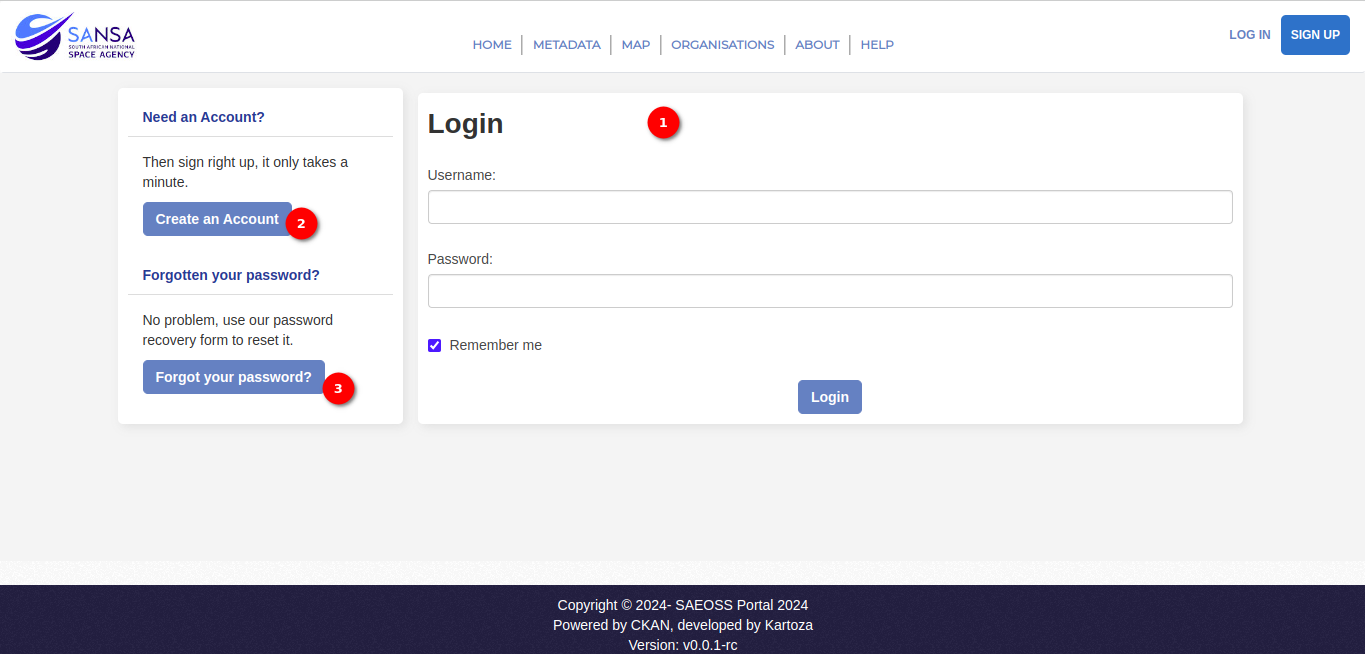 SANSA
SOUTH AFRICAN NATIONAL
SPACE AGENCY
HOME
METADATA
MAP
ORGANISATIONS
ABOUT
HELP
LOG IN
SIGN UP
Need an Account?
Then sign right up, it only takes a
minute.
Create an Account
2
Forgotten your password?
No problem, use our password
recovery form to reset it.
Forgot your password?
3
Login
1
Username:
Password:
Remember me
Login
Copyright © 2024- SAEOSS Portal 2024
Powered by CKAN, developed by Kartoza
Version: v0.0.1-rc